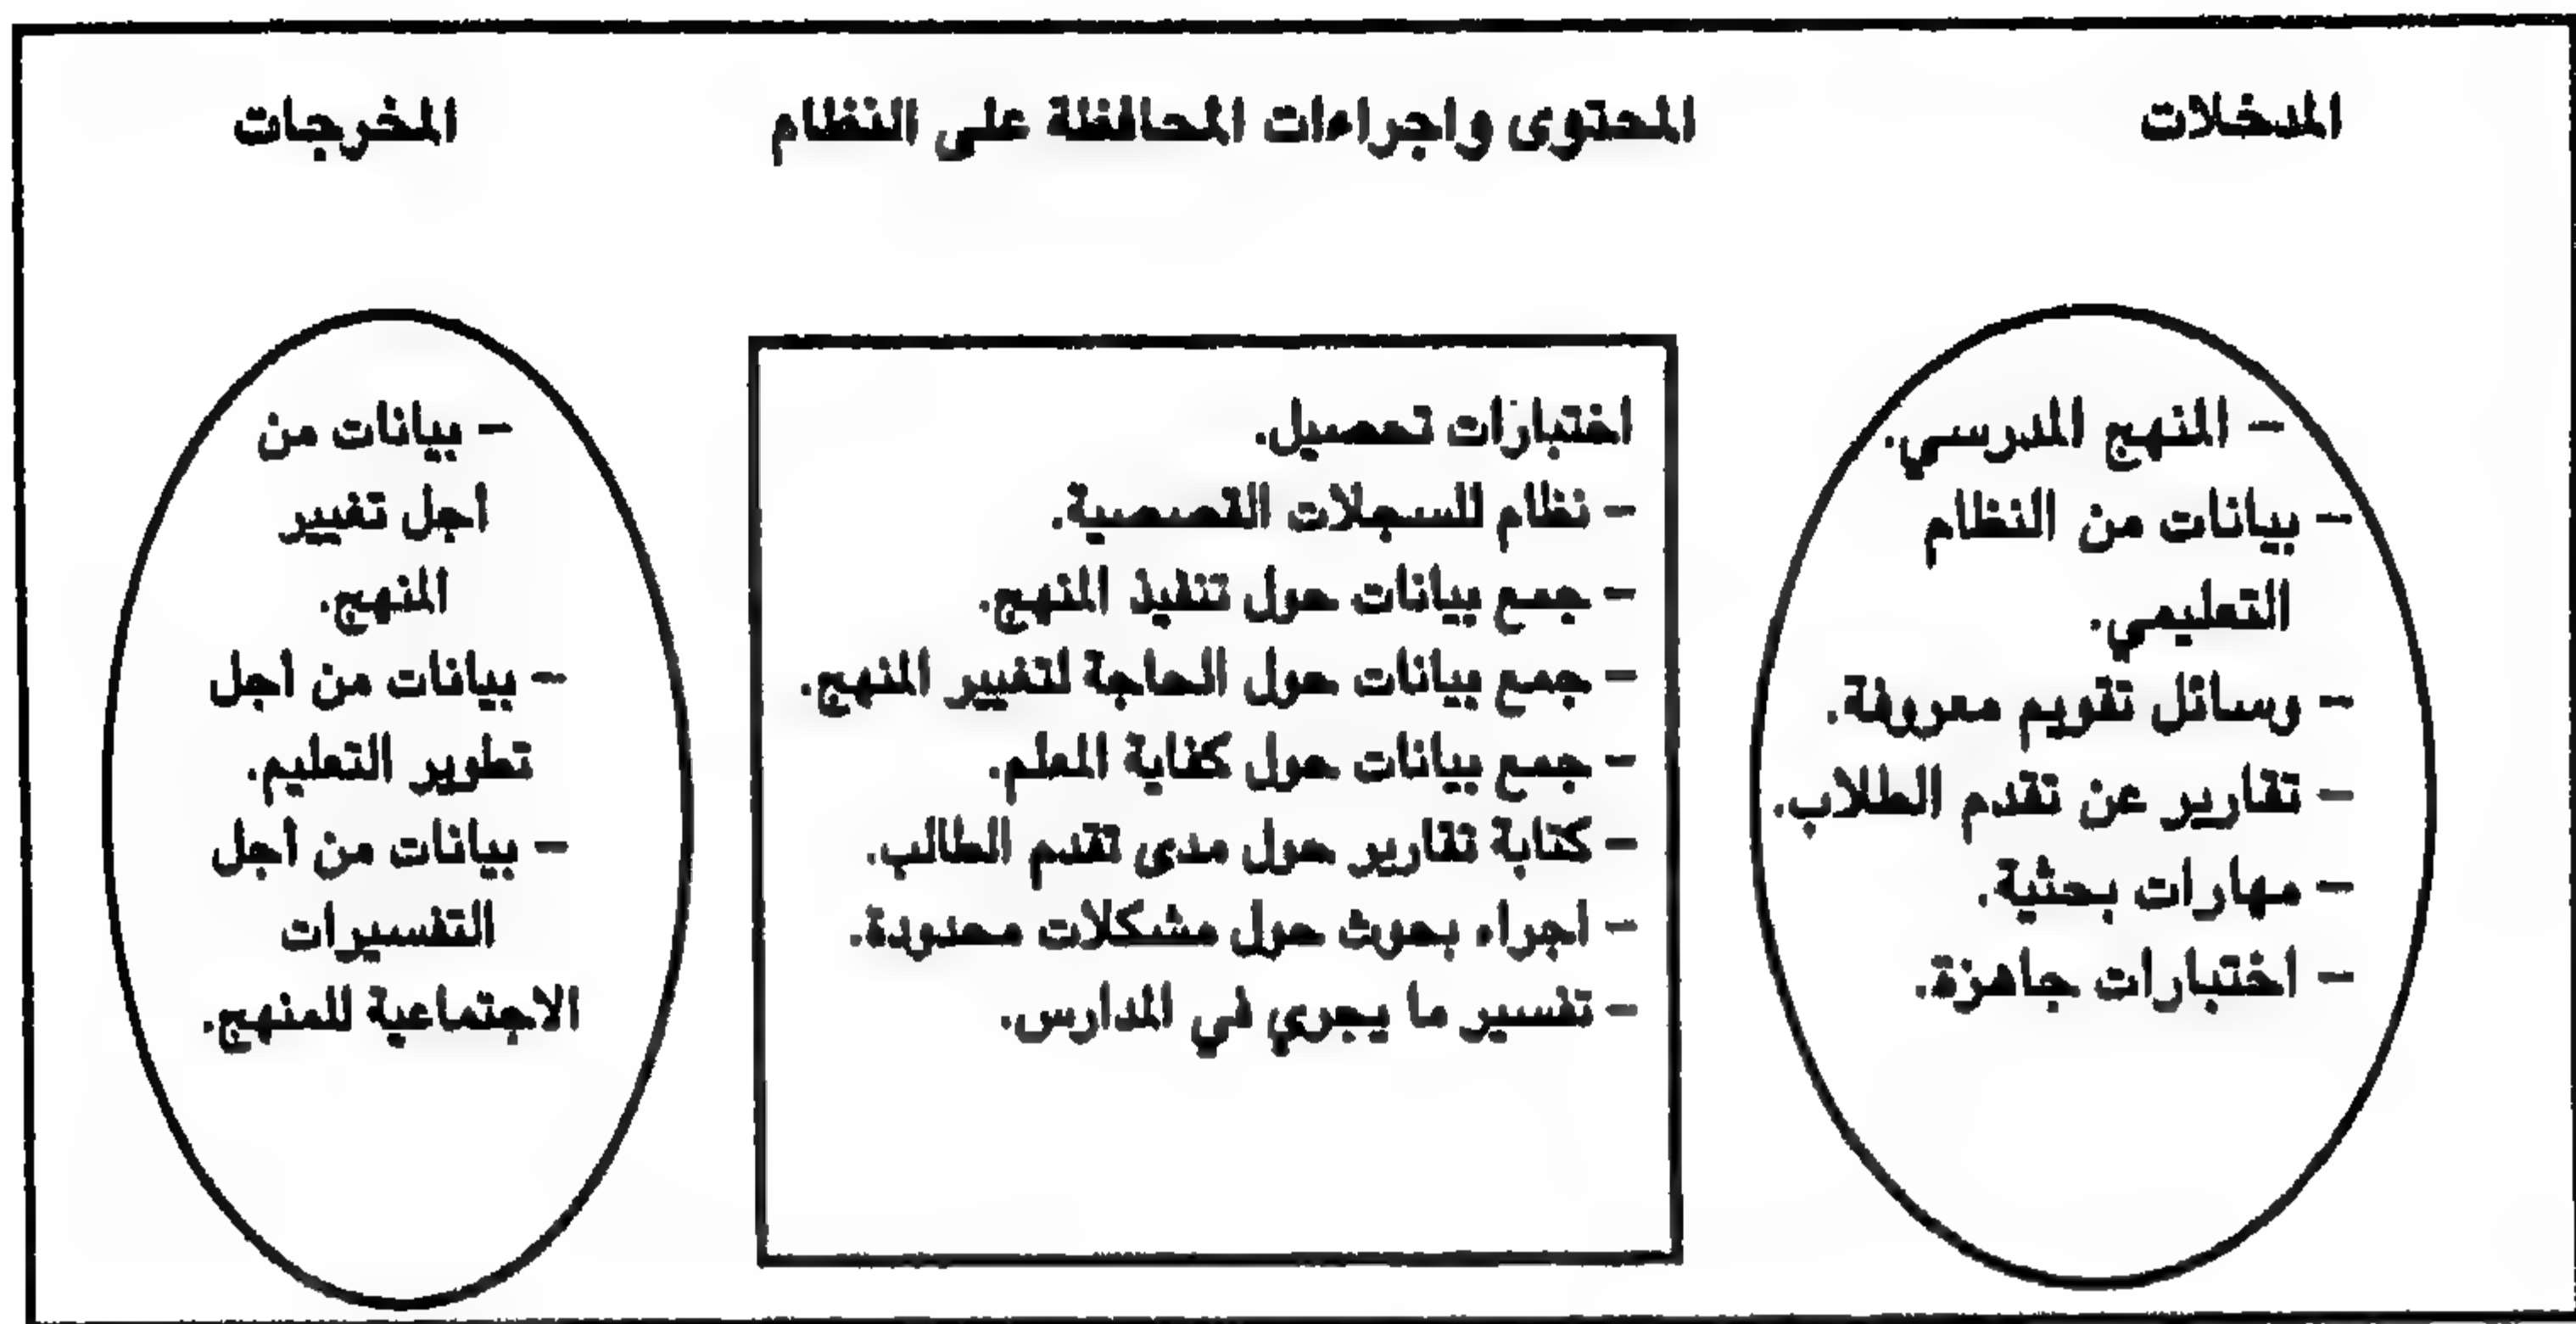 المدخلات
المحتوى واجراءات المحافظة على النظام
المخرجات
– المنهج المدرسي.
– بيانات من النظام
التعليمي.
– وسائل تقويم معروفة.
– تقارير عن تقدم الطلاب.
– مهارات بحثية.
– اختبارات جاهزة.
اختبارات تحصيل.
– نظام للسجلات القصصية.
– جمع بيانات حول تنفيذ المنهج.
– جمع بيانات حول الحاجة لتغيير المنهج.
– جمع بيانات حول كفاية المعلم.
– كتابة تقارير حول مدى تقدم الطالب.
– اجراء بحوث حول مشكلات محدودة.
– تفسير ما يجري في المدارس.
– بيانات من
اجل تغيير
المنهج.
– بيانات من اجل
تطوير التعليم.
– بيانات من اجل
التفسيرات
الاجتماعية للمنهج.